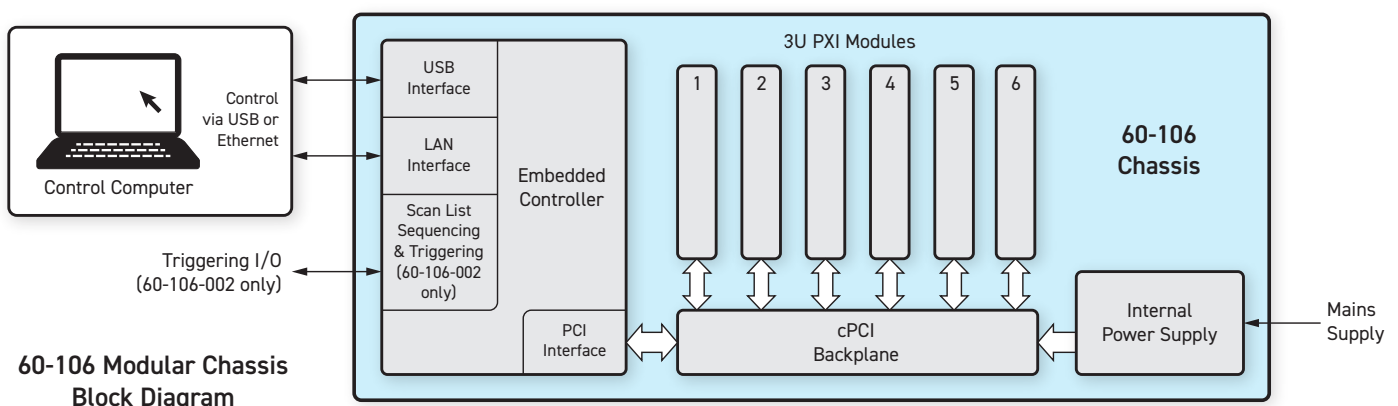 Control
via USB or
Ethernet
Control Computer
Triggering I/O
(60-106-002 only)
60-106 Modular Chassis
Block Diagram
USB
Interface
LAN
Interface
Scan List
Sequencing
& Triggering
(60-106-002
only)
Embedded
Controller
PCI
Interface
3U PXI Modules
1 2 3 4 5 6
cPCI
Backplane
60-106
Chassis
Internal
Power Supply
Mains
Supply